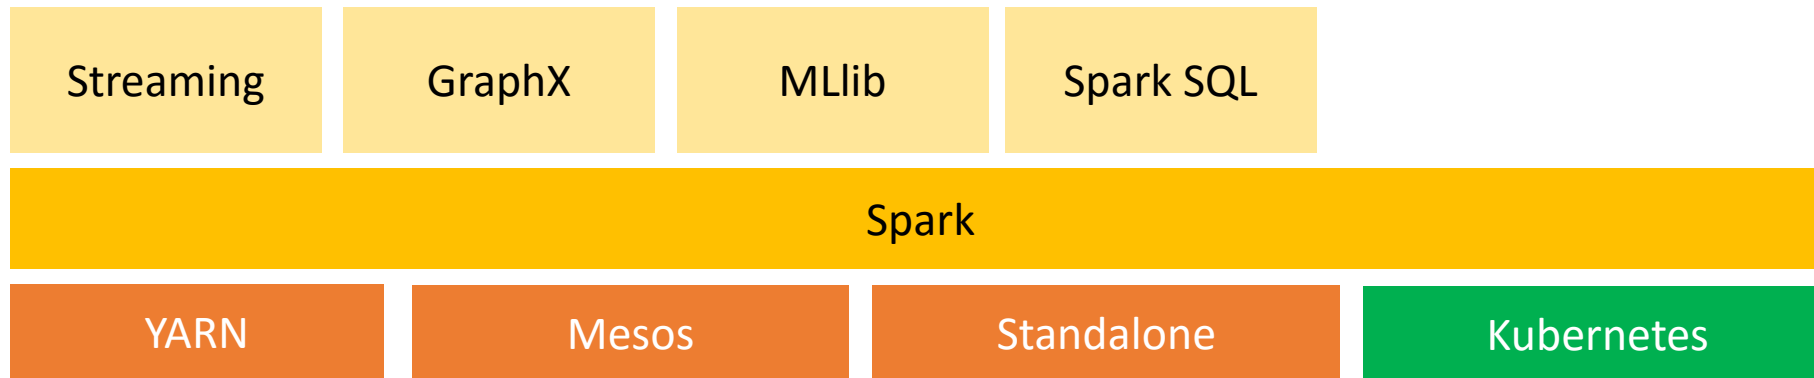 Streaming
GraphX
MLlib
Spark SQL
Spark
YARN
Mesos
Standalone
Kubernetes